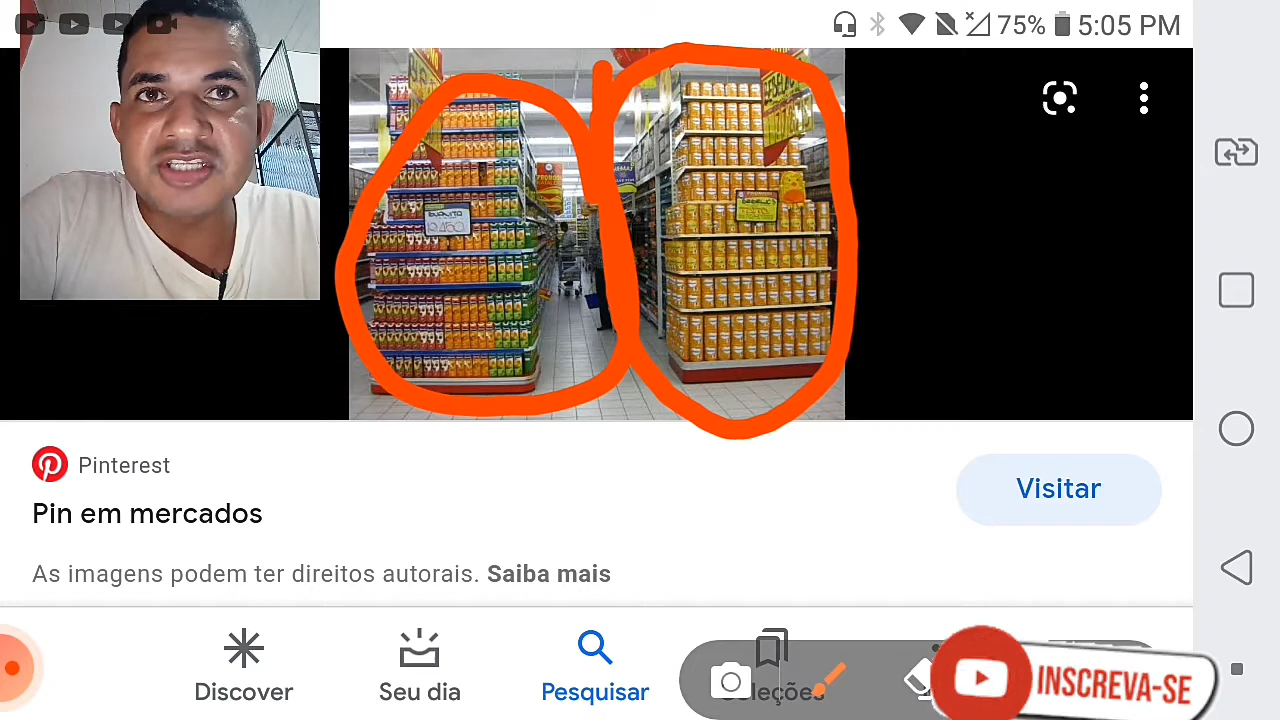 75% 5:05 PM
Pinterest
Pin em mercados
Visitar
As imagens podem ter direitos autorais. Saiba mais
Discover
Seu dia
Pesquisar
Coleções
INSCREVA-SE